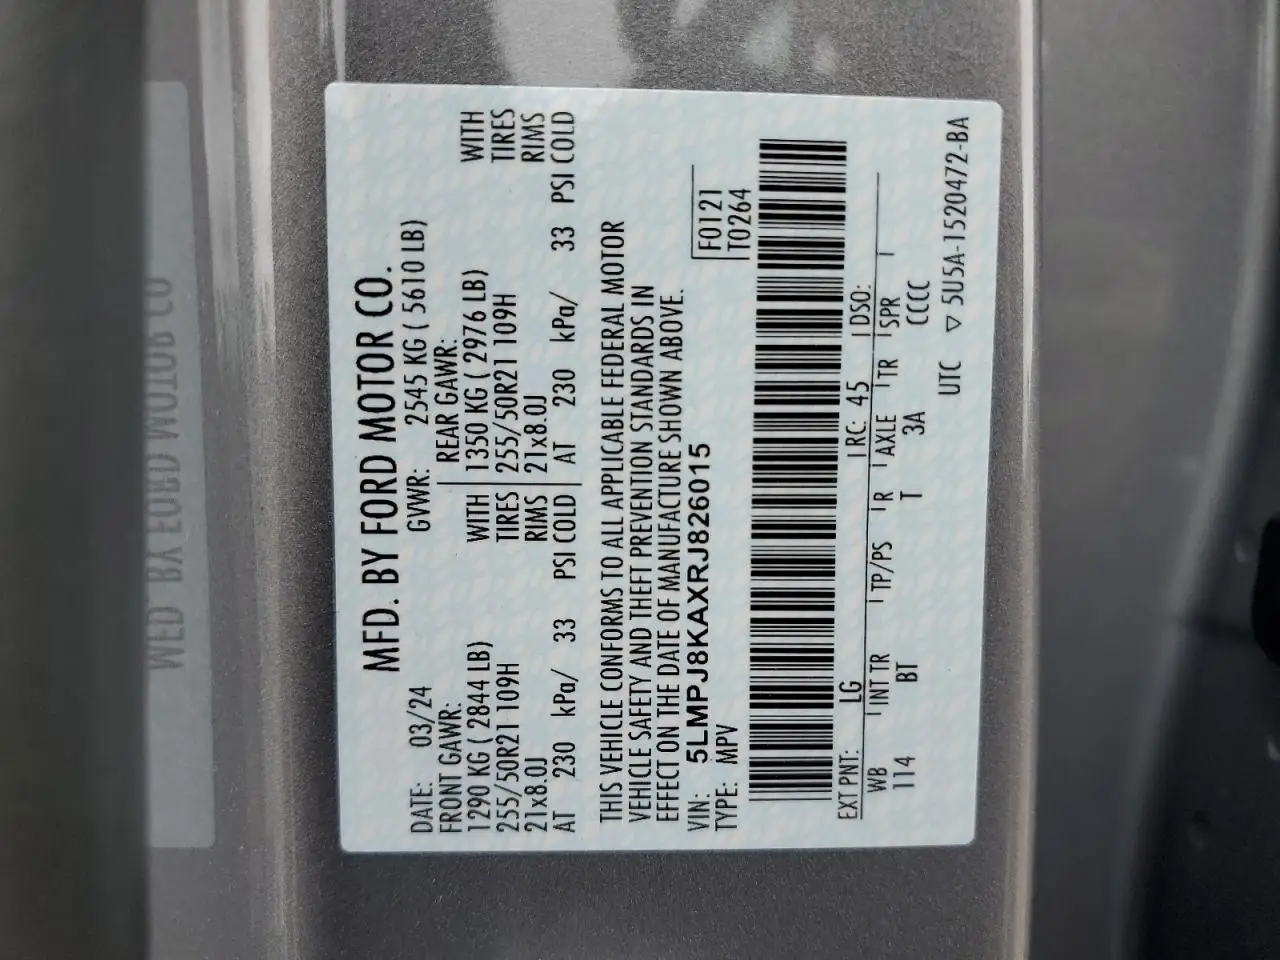 MFD. BY FORD MOTOR CO.
DATE: 03/24 GVWR: 2545 KG ( 5610 LB)
FRONT GAWR: REAR GAWR:
1290 KG ( 2844 LB) WITH 1350 KG ( 2976 LB) WITH
255/50R21 109H TIRES 255/50R21 109H TIRES
21x8.0J RIMS 21x8.0J RIMS
AT 230 kPa/ 33 PSI COLD AT 230 kPa/ 33 PSI COLD
THIS VEHICLE CONFORMS TO ALL APPLICABLE FEDERAL MOTOR
VEHICLE SAFETY AND THEFT PREVENTION STANDARDS IN
EFFECT ON THE DATE OF MANUFACTURE SHOWN ABOVE.
VIN: 5LMPJ8KAXRJ826015 F0121
TYPE: MPV T0264
EXT PNT: LG RC: 45 DSO:
WB INT TR TP/PS R AXLE TR SPR
114 BT T 3A CCCC
UTC ▽ 5U5A-1520472-BA